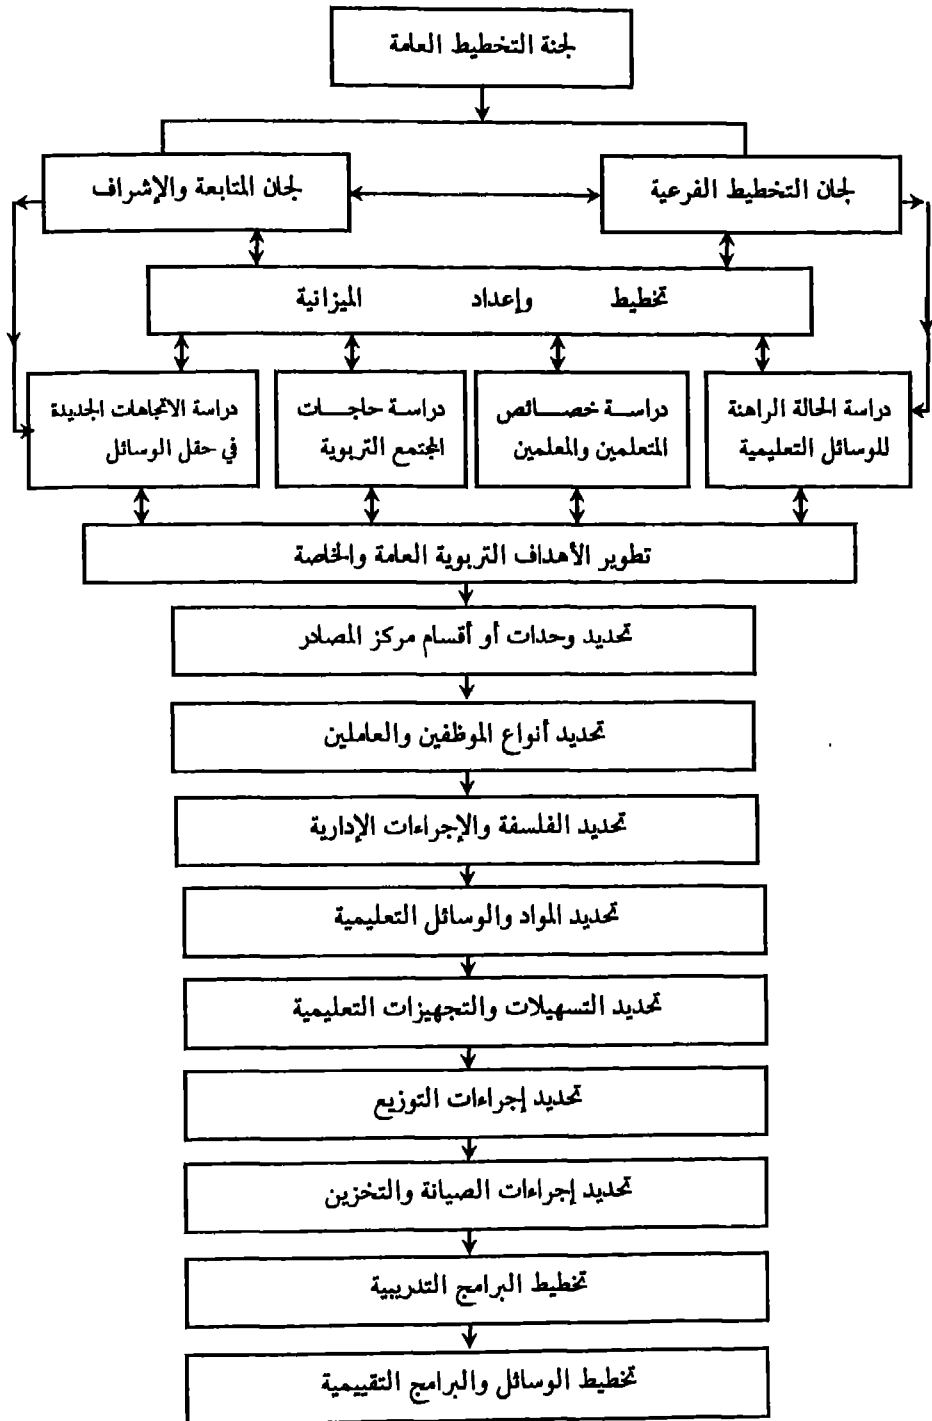 لجنة التخطيط العامة
لجان التخطيط الفرعية
لجان المتابعة والإشراف
تخطيط وإعداد الميزانية
دراسة الحالة الراهنة
للوسائل التعليمية
دراسة خصائص
المتعلمين والمعلمين
دراسة حاجات
المجتمع التربوية
دراسة الاتجاهات الجديدة
في حقل الوسائل
تطوير الأهداف التربوية العامة والخاصة
تحديد وحدات أو أقسام مركز المصادر
تحديد أنواع الموظفين والعاملين
تحديد الفلسفة والإجراءات الإدارية
تحديد المواد والوسائل التعليمية
تحديد التسهيلات والتجهيزات التعليمية
تحديد إجراءات التوزيع
تحديد إجراءات الصيانة والتخزين
تخطيط البرامج التدريبية
تخطيط الوسائل والبرامج التقييمية